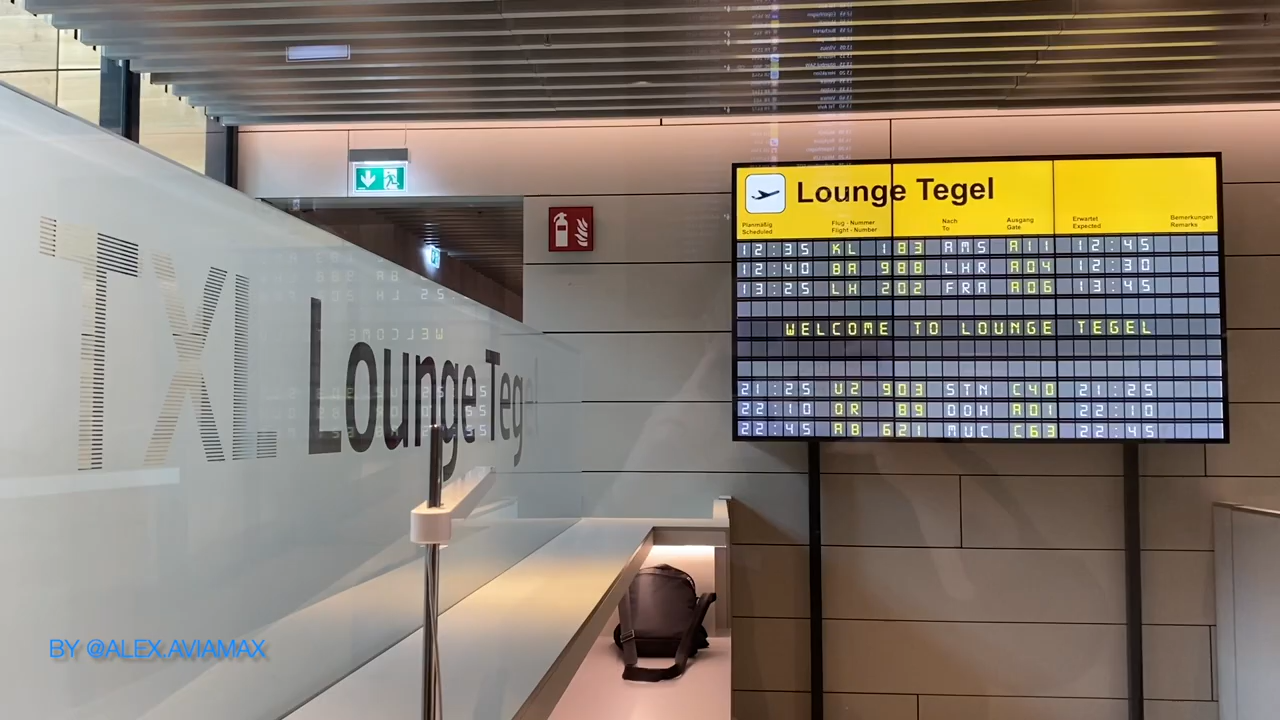 Lounge Tegel
Planmäßig Flug - Nummer Nach Ausgang Erwartet Bemerkungen
Scheduled Flight - Number To Gate Expected Remarks
12:35 KL 183 AMS A11 12:45
12:40 BA 988 LHR A04 12:30
13:25 LH 202 FRA A06 13:45
WELCOME TO LOUNGE TEGEL
21:25 U2 903 STN C40 21:25
22:10 QR 89 DOH A01 22:10
22:45 AB 621 MUC C63 22:45
TXL Lounge Tegel
BY @ALEX.AVIAMAX